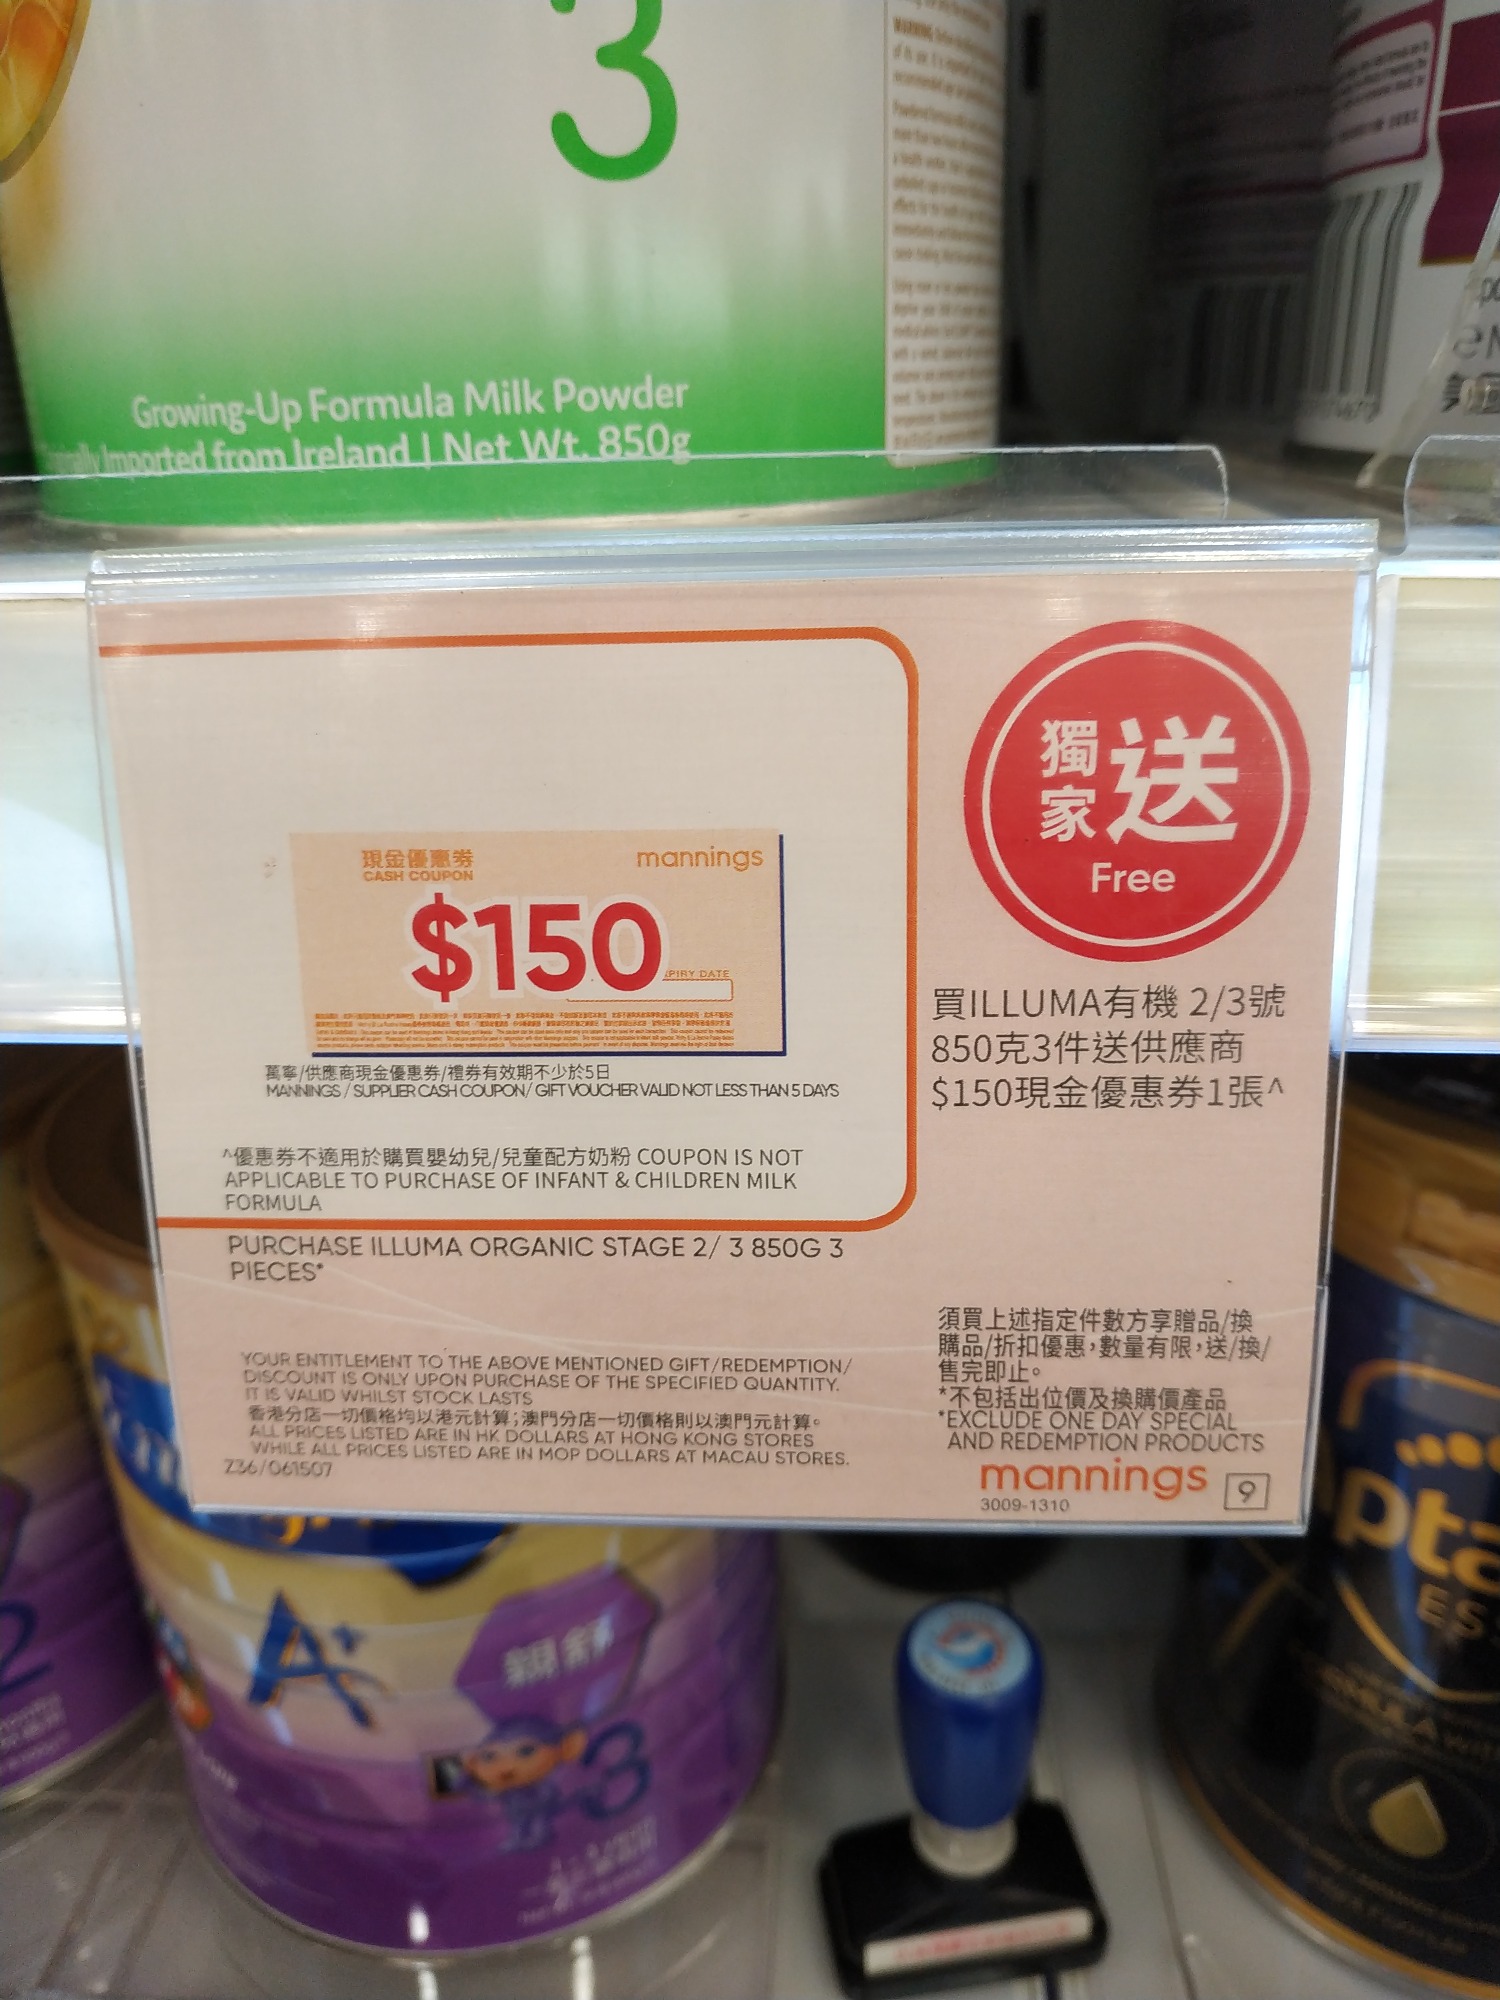 3
Growing-Up Formula Milk Powder
Imported from Ireland | Net Wt. 850g
WARNING
獨家
送
Free
現金優惠券
CASH COUPON
mannings
$150
PIRY DATE
萬寧/供應商現金優惠券/禮券有效期不少於5日
MANNINGS / SUPPLIER CASH COUPON/ GIFT VOUCHER VALID NOT LESS THAN 5 DAYS
^優惠券不適用於購買嬰幼兒/兒童配方奶粉 COUPON IS NOT
APPLICABLE TO PURCHASE OF INFANT & CHILDREN MILK
FORMULA
買ILLUMA有機 2/3號
850克3件送供應商
$150現金優惠券1張^
PURCHASE ILLUMA ORGANIC STAGE 2/ 3 850G 3
PIECES*
YOUR ENTITLEMENT TO THE ABOVE MENTIONED GIFT/REDEMPTION/
DISCOUNT IS ONLY UPON PURCHASE OF THE SPECIFIED QUANTITY.
IT IS VALID WHILST STOCK LASTS
香港分店一切價格均以港元計算;澳門分店一切價格則以澳門元計算。
ALL PRICES LISTED ARE IN HK DOLLARS AT HONG KONG STORES
WHILE ALL PRICES LISTED ARE IN MOP DOLLARS AT MACAU STORES.
Z36/061507
須買上述指定件數方享贈品/換
購品/折扣優惠,數量有限,送/換/
售完即止。
*不包括出位價及換購價產品
*EXCLUDE ONE DAY SPECIAL
AND REDEMPTION PRODUCTS
mannings
9
3009-1310
A+
親舒
3
2
pta
ES